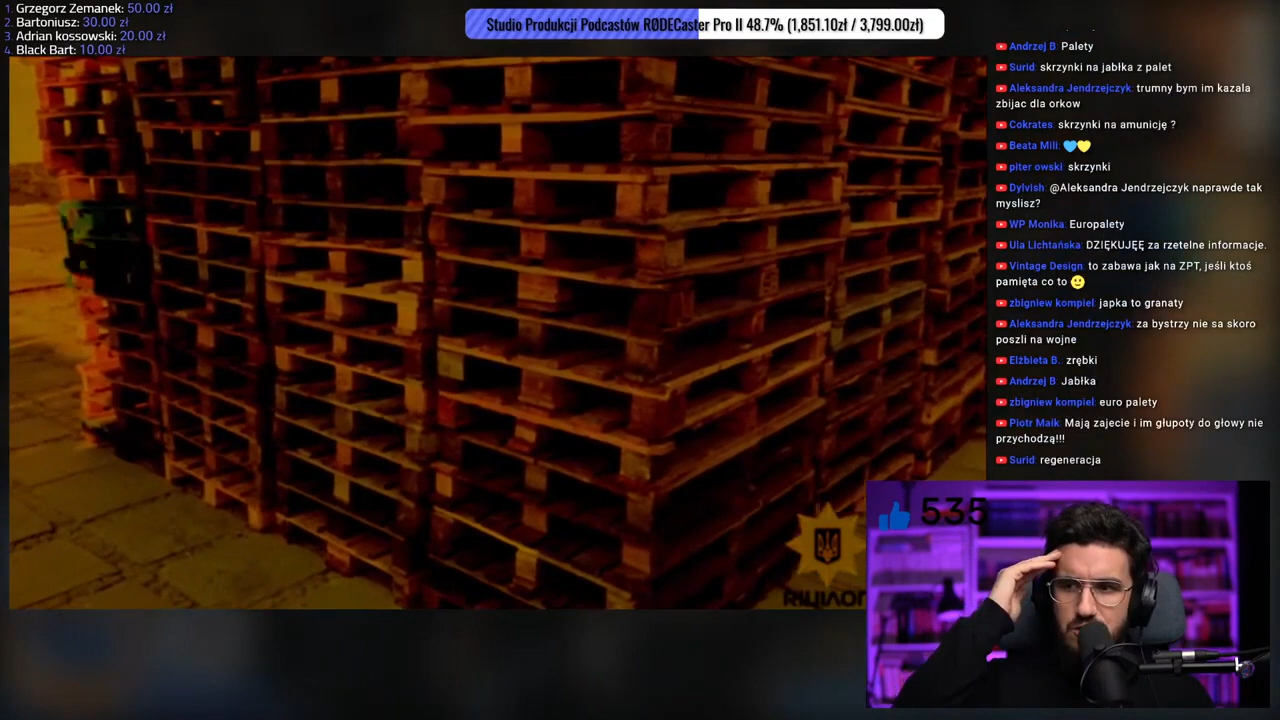 1. Grzegorz Zemanek: 50.00 zł
2. Bartoniusz: 30.00 zł
3. Adrian kossowski: 20.00 zł
4. Black Bart: 10.00 zł
Studio Produkcji Podcastów RØDECaster Pro II 48.7% (1,851.10zł / 3,799.00zł)
Andrzej B: Palety
Surid: skrzynki na jabłka z palet
Aleksandra Jendrzejczyk: trumny bym im kazala
zbijac dla orkow
Cokrates: skrzynki na amunicję ?
Beata Mili: 💙💛
piter owski: skrzynki
Dylvish: @Aleksandra Jendrzejczyk naprawde tak
myslisz?
WP Monika: Europalety
Ula Lichtańska: DZIĘKUJĘĘ za rzetelne informacje.
Vintage Design: to zabawa jak na ZPT, jeśli ktoś
pamięta co to 🙂
zbigniew kompiel: japka to granaty
Aleksandra Jendrzejczyk: za bystrzy nie sa skoro
poszli na wojne
Elżbieta B.: zrębki
Andrzej B: Jabłka
zbigniew kompiel: euro palety
Piotr Maik: Mają zajecie i im głupoty do głowy nie
przychodzą!!!
Surid: regeneracja
535